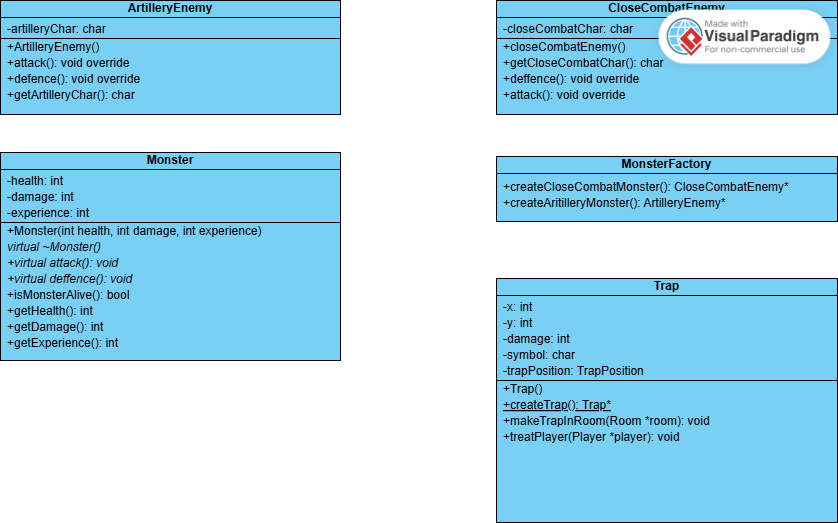 ArtilleryEnemy
-artilleryChar: char
+ArtilleryEnemy()
+attack(): void override
+defence(): void override
+getArtilleryChar(): char
CloseCombatEnemy
-closeCombatChar: char
+closeCombatEnemy()
+getCloseCombatChar(): char
+deffence(): void override
+attack(): void override
Made with
VisualParadigm
For non-commercial use
Monster
-health: int
-damage: int
-experience: int
+Monster(int health, int damage, int experience)
virtual ~Monster()
+virtual attack(): void
+virtual deffence(): void
+isMonsterAlive(): bool
+getHealth(): int
+getDamage(): int
+getExperience(): int
MonsterFactory
+createCloseCombatMonster(): CloseCombatEnemy*
+createAritilleryMonster(): ArtilleryEnemy*
Trap
-x: int
-y: int
-damage: int
-symbol: char
-trapPosition: TrapPosition
+Trap()
+createTrap(): Trap*
+makeTrapInRoom(Room *room): void
+treatPlayer(Player *player): void